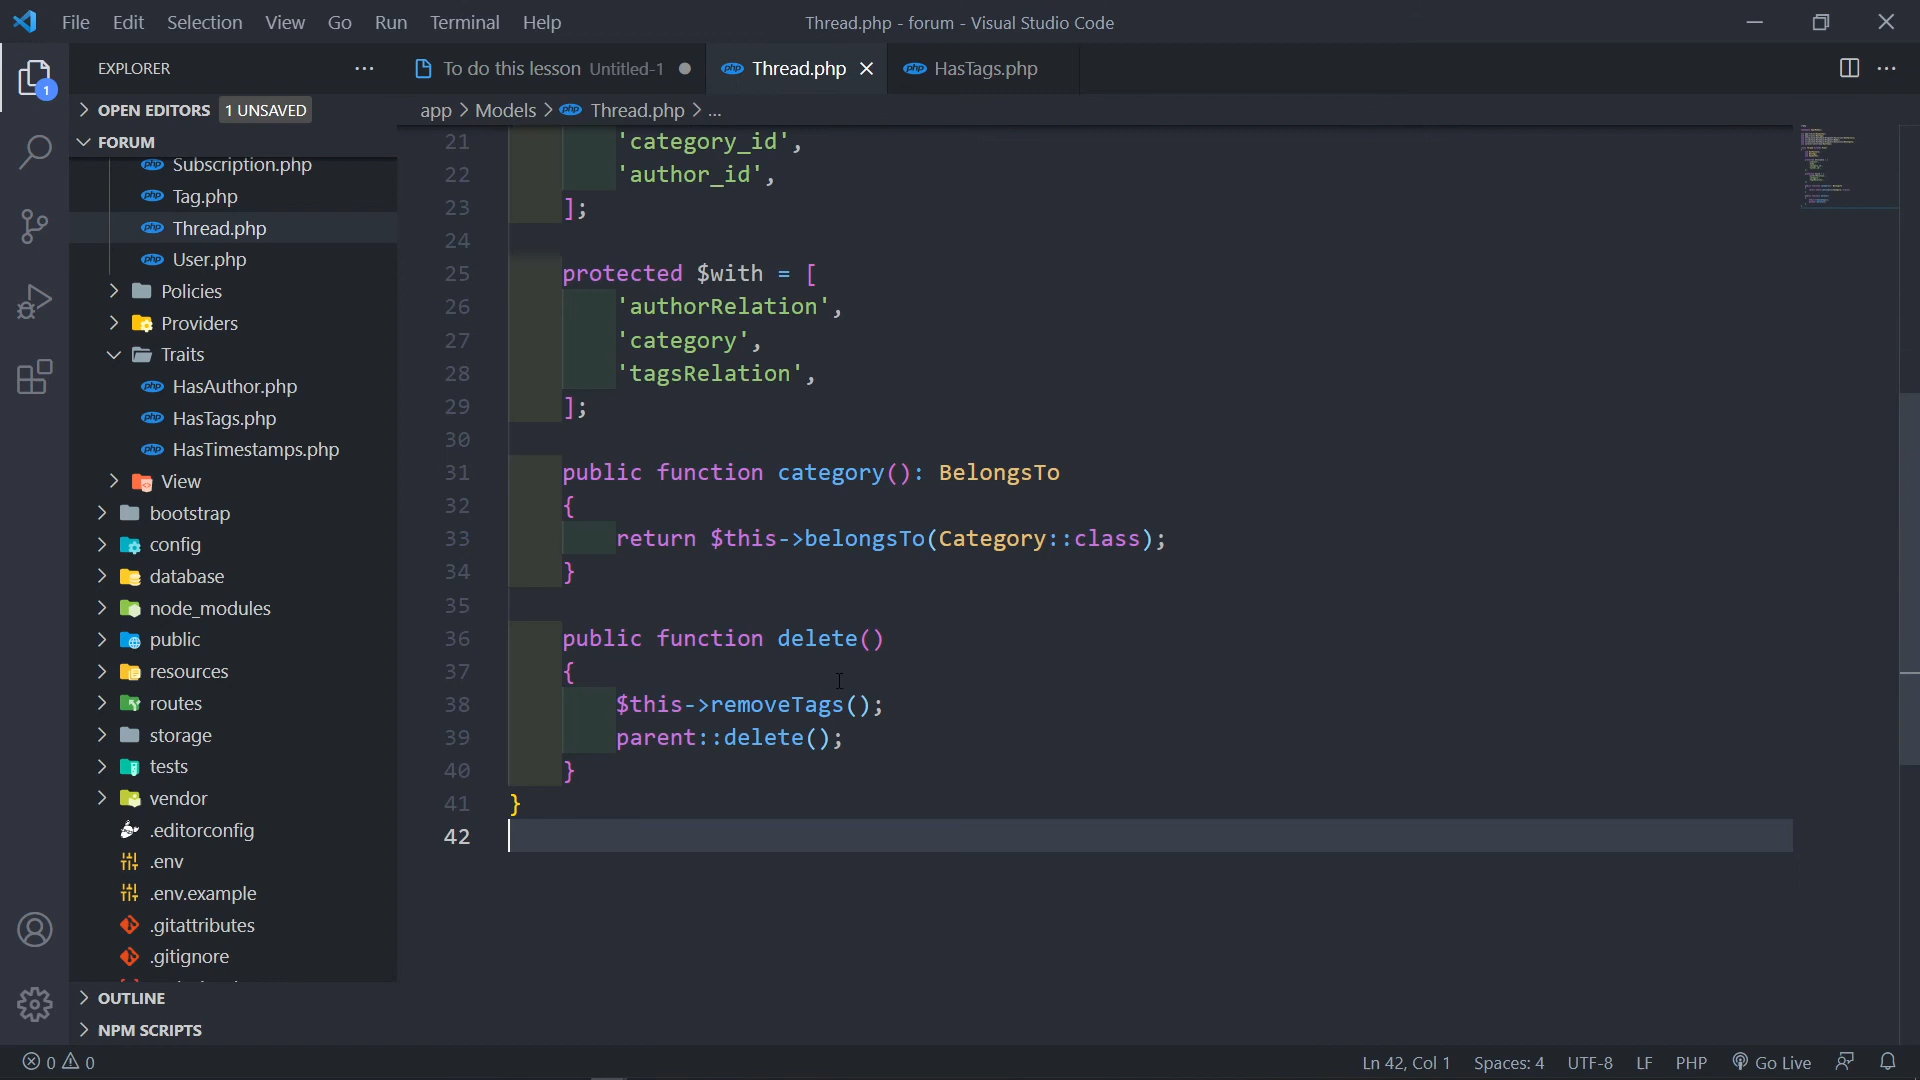 File Edit Selection View Go Run Terminal Help
Thread.php - forum - Visual Studio Code
EXPLORER
To do this lesson Untitled-1
Thread.php
HasTags.php
OPEN EDITORS 1 UNSAVED
app > Models > Thread.php > ...
FORUM
Subscription.php
Tag.php
Thread.php
User.php
Policies
Providers
Traits
HasAuthor.php
HasTags.php
HasTimestamps.php
View
bootstrap
config
database
node_modules
public
resources
routes
storage
tests
vendor
.editorconfig
.env
.env.example
.gitattributes
.gitignore
OUTLINE
NPM SCRIPTS
1
21 'category_id',
22 'author_id',
23 ];
24
25 protected $with = [
26 'authorRelation',
27 'category',
28 'tagsRelation',
29 ];
30
31 public function category(): BelongsTo
32 {
33 return $this->belongsTo(Category::class);
34 }
35
36 public function delete()
37 {
38 $this->removeTags();
39 parent::delete();
40 }
41 }
42
0 0
Ln 42, Col 1 Spaces: 4 UTF-8 LF PHP Go Live